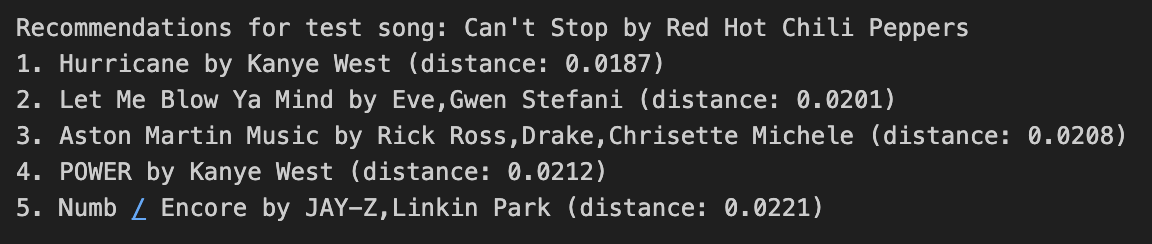 Recommendations for test song: Can't Stop by Red Hot Chili Peppers
1. Hurricane by Kanye West (distance: 0.0187)
2. Let Me Blow Ya Mind by Eve,Gwen Stefani (distance: 0.0201)
3. Aston Martin Music by Rick Ross,Drake,Chrisette Michele (distance: 0.0208)
4. POWER by Kanye West (distance: 0.0212)
5. Numb / Encore by JAY-Z,Linkin Park (distance: 0.0221)